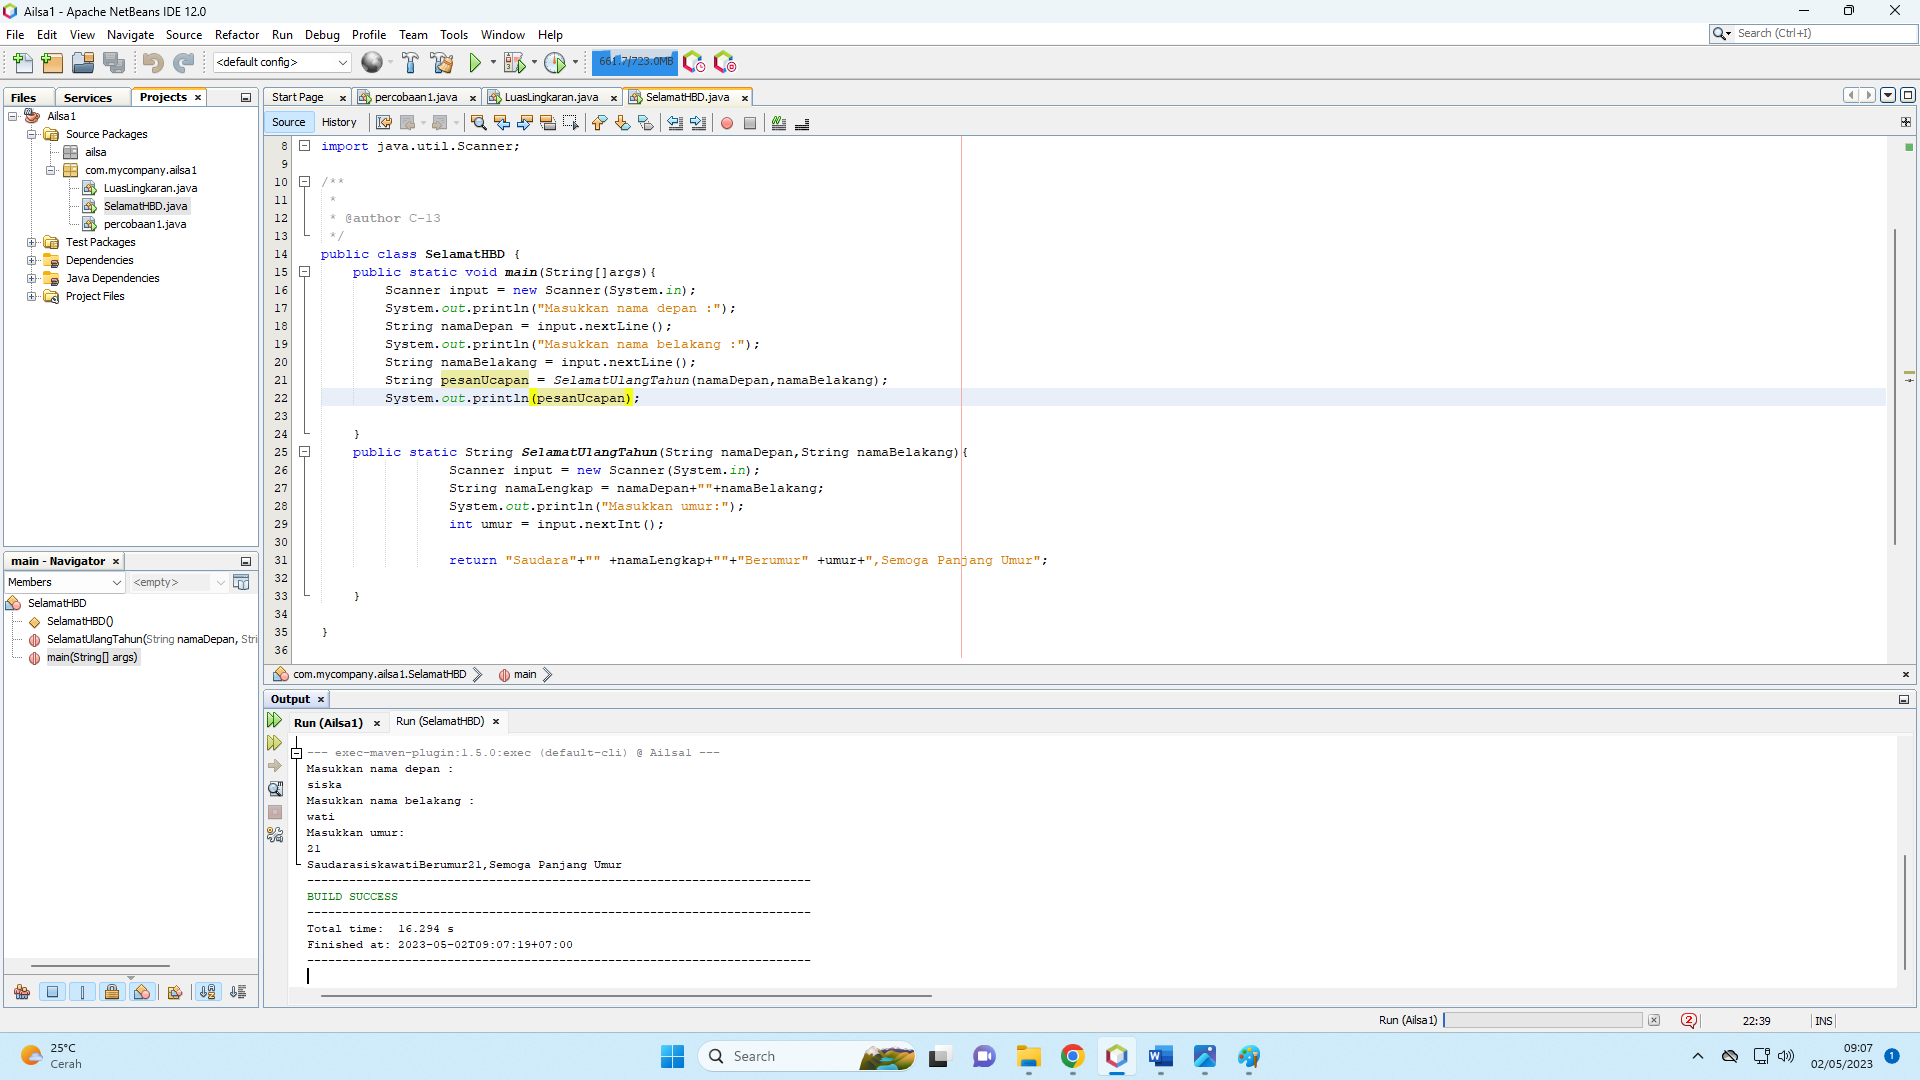 Ailsa1 - Apache NetBeans IDE 12.0
File Edit View Navigate Source Refactor Run Debug Profile Team Tools Window Help
Search (Ctrl+I)
<default config>
661.7/723.0MB
Files Services Projects
Start Page percobaan1.java LuasLingkaran.java SelamatHBD.java
Source History
Ailsa1
Source Packages
ailsa
com.mycompany.ailsa1
LuasLingkaran.java
SelamatHBD.java
percobaan1.java
Test Packages
Dependencies
Java Dependencies
Project Files
8 import java.util.Scanner;
9
10 /**
11 *
12 * @author C-13
13 */
14 public class SelamatHBD {
15 public static void main(String[]args){
16 Scanner input = new Scanner(System.in);
17 System.out.println("Masukkan nama depan :");
18 String namaDepan = input.nextLine();
19 System.out.println("Masukkan nama belakang :");
20 String namaBelakang = input.nextLine();
21 String pesanUcapan = SelamatUlangTahun(namaDepan,namaBelakang);
22 System.out.println(pesanUcapan);
23
24 }
25 public static String SelamatUlangTahun(String namaDepan,String namaBelakang){
26 Scanner input = new Scanner(System.in);
27 String namaLengkap = namaDepan+""+namaBelakang;
28 System.out.println("Masukkan umur:");
29 int umur = input.nextInt();
30
31 return "Saudara"+"" +namaLengkap+""+"Berumur" +umur+",Semoga Panjang Umur";
32
33 }
34
35 }
36
main - Navigator
Members <empty>
SelamatHBD
SelamatHBD()
SelamatUlangTahun(String namaDepan, Stri
main(String[] args)
com.mycompany.ailsa1.SelamatHBD main
Output
Run (Ailsa1) Run (SelamatHBD)
--- exec-maven-plugin:1.5.0:exec (default-cli) @ Ailsa1 ---
Masukkan nama depan :
siska
Masukkan nama belakang :
wati
Masukkan umur:
21
SaudarasiskawatiBerumur21,Semoga Panjang Umur
------------------------------------------------------------------------
BUILD SUCCESS
------------------------------------------------------------------------
Total time:  16.294 s
Finished at: 2023-05-02T09:07:19+07:00
------------------------------------------------------------------------
Run (Ailsa1) 2 22:39 INS
25°C
Cerah
Search
09:07
02/05/2023
1